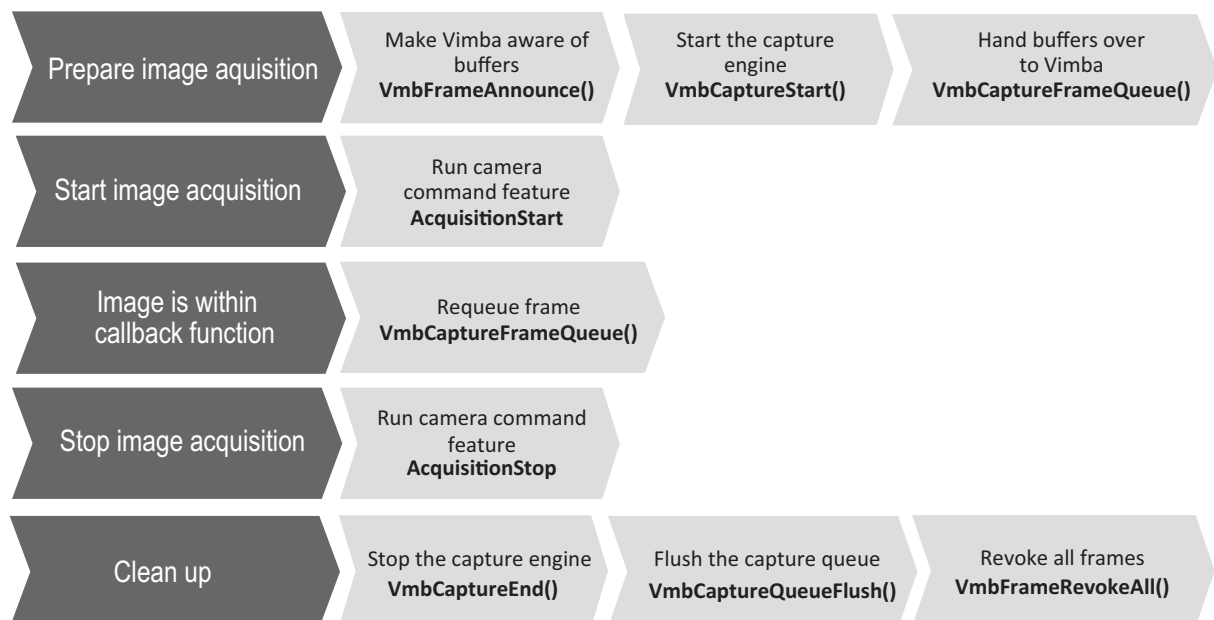 Prepare image aquisition
Make Vimba aware of
buffers
VmbFrameAnnounce()
Start the capture
engine
VmbCaptureStart()
Hand buffers over
to Vimba
VmbCaptureFrameQueue()
Start image acquisition
Run camera
command feature
AcquisitionStart
Image is within
callback function
Requeue frame
VmbCaptureFrameQueue()
Stop image acquisition
Run camera command
feature
AcquisitionStop
Clean up
Stop the capture engine
VmbCaptureEnd()
Flush the capture queue
VmbCaptureQueueFlush()
Revoke all frames
VmbFrameRevokeAll()